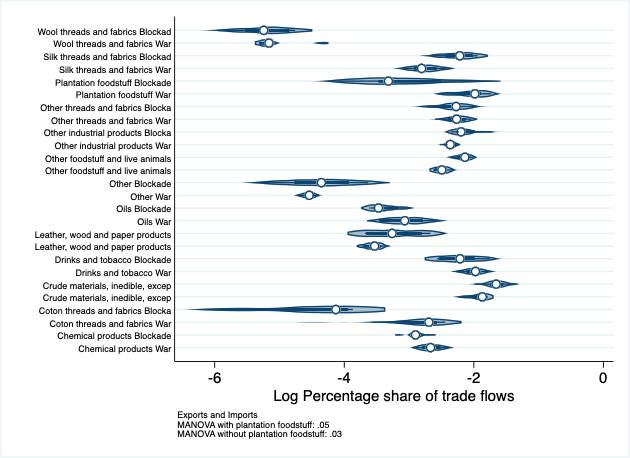 Wool threads and fabrics Blockad
Wool threads and fabrics War
Silk threads and fabrics Blockad
Silk threads and fabrics War
Plantation foodstuff Blockade
Plantation foodstuff War
Other threads and fabrics Blocka
Other threads and fabrics War
Other industrial products Blocka
Other industrial products War
Other foodstuff and live animals
Other foodstuff and live animals
Other Blockade
Other War
Oils Blockade
Oils War
Leather, wood and paper products
Leather, wood and paper products
Drinks and tobacco Blockade
Drinks and tobacco War
Crude materials, inedible, excep
Crude materials, inedible, excep
Coton threads and fabrics Blocka
Coton threads and fabrics War
Chemical products Blockade
Chemical products War
-6 -4 -2 0
Log Percentage share of trade flows
Exports and Imports
MANOVA with plantation foodstuff: .05
MANOVA without plantation foodstuff: .03